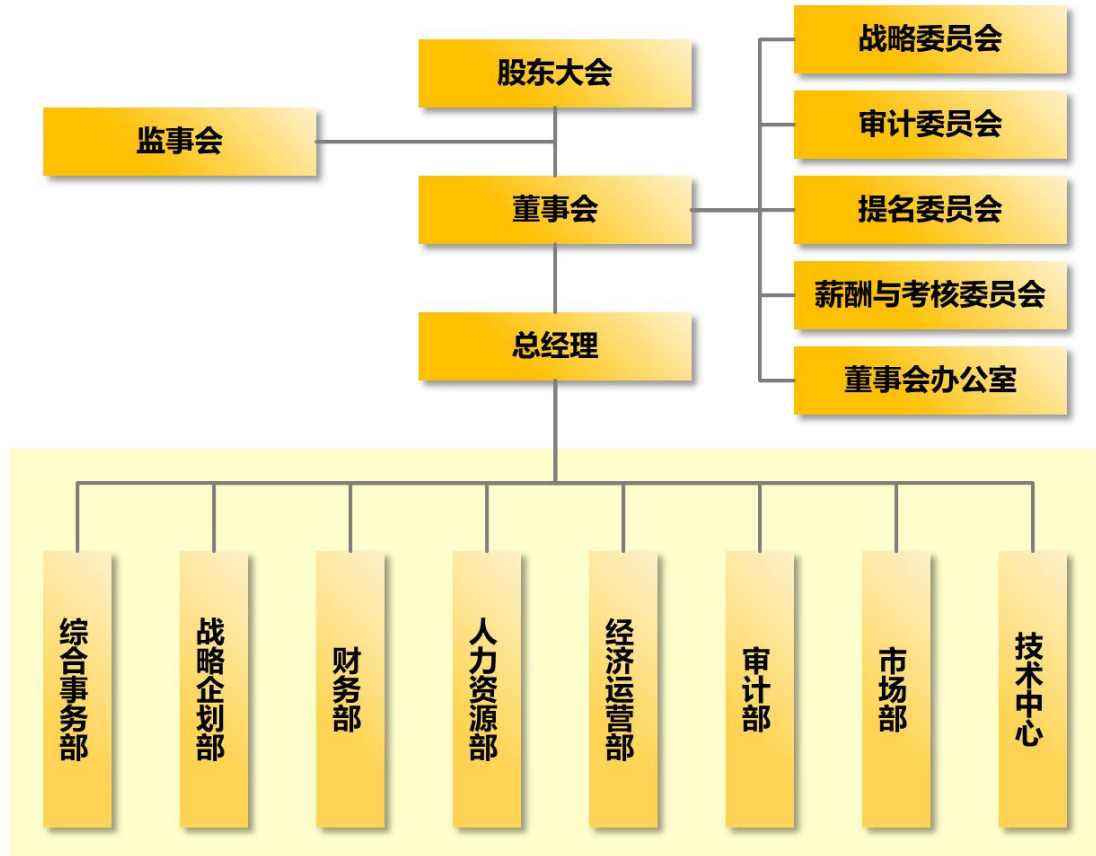 股东大会
监事会
董事会
总经理
战略委员会
审计委员会
提名委员会
薪酬与考核委员会
董事会办公室
综合事务部
战略企划部
财务部
人力资源部
经济运营部
审计部
市场部
技术中心